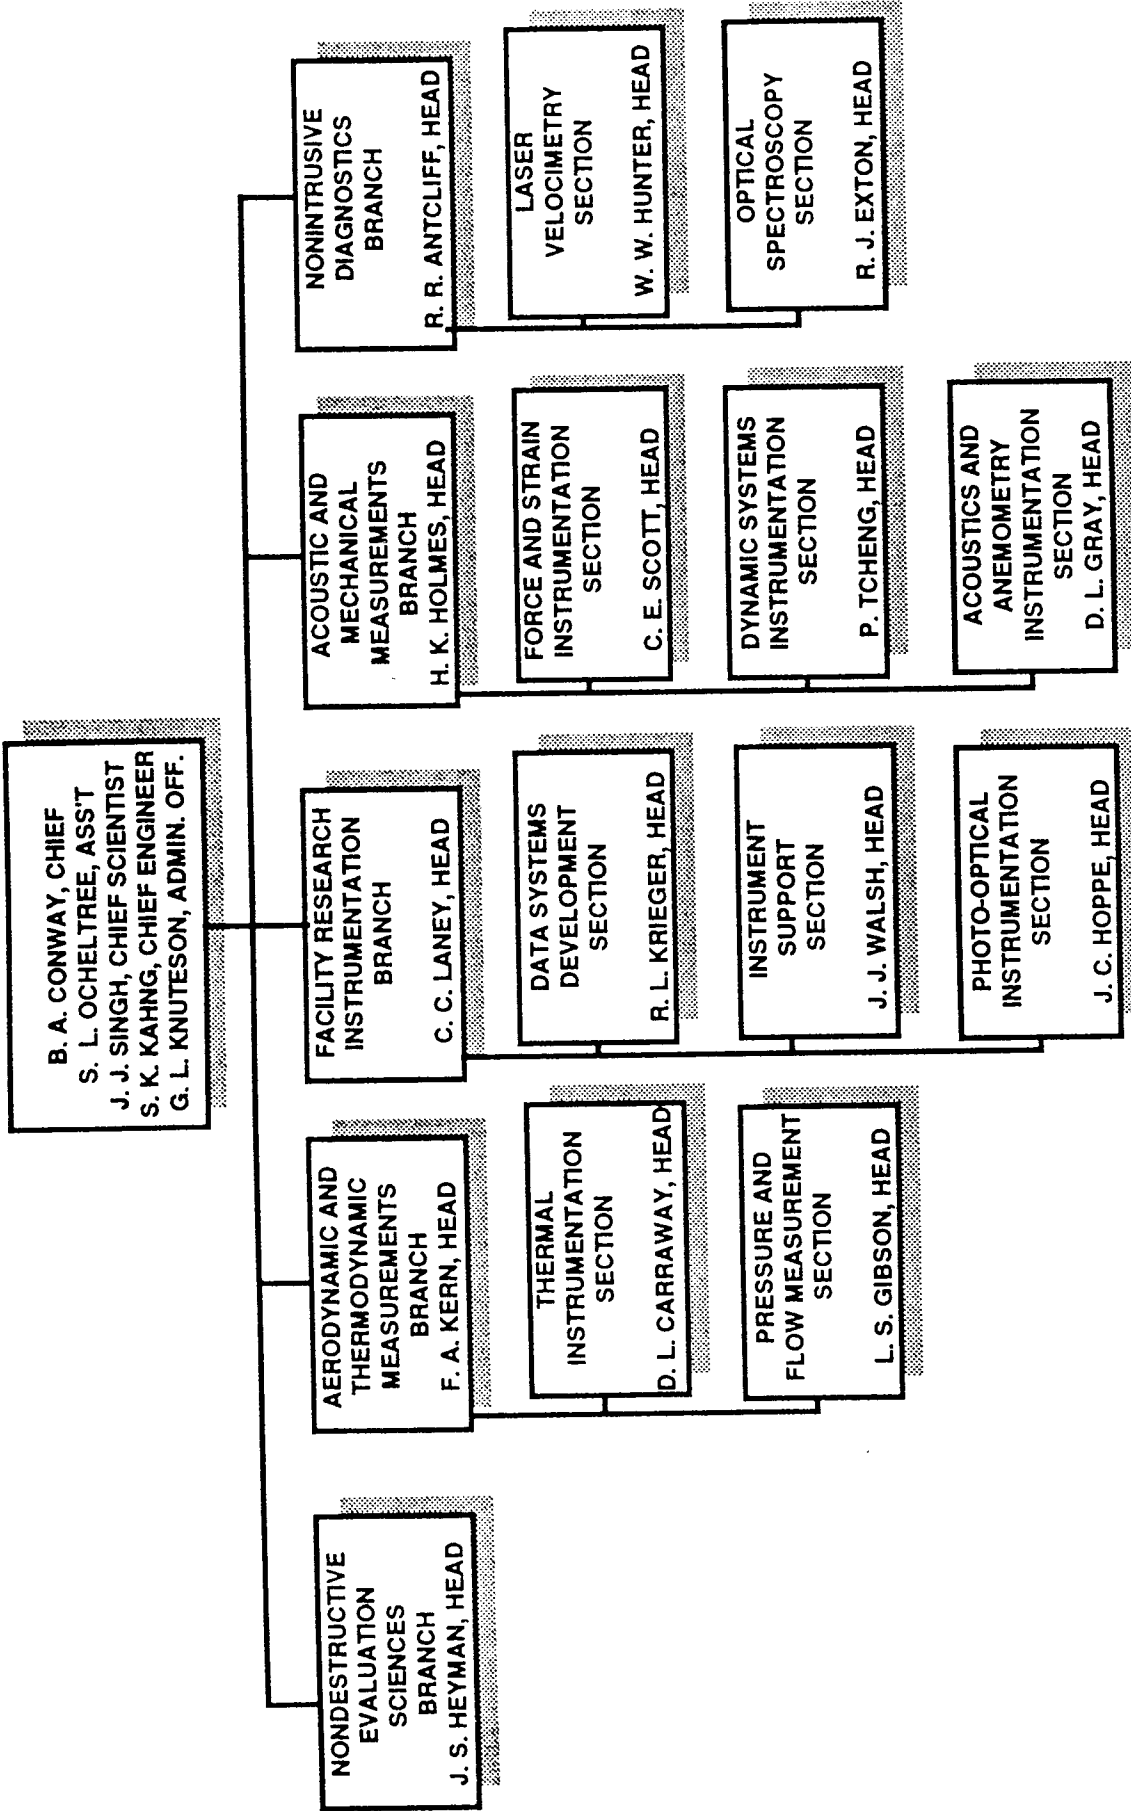 B. A. CONWAY, CHIEF
S. L. OCHELTREE, ASS'T
J. J. SINGH, CHIEF SCIENTIST
S. K. KAHNG, CHIEF ENGINEER
G. L. KNUTESON, ADMIN. OFF.
NONDESTRUCTIVE
EVALUATION
SCIENCES
BRANCH
J. S. HEYMAN, HEAD
AERODYNAMIC AND
THERMODYNAMIC
MEASUREMENTS
BRANCH
F. A. KERN, HEAD
THERMAL
INSTRUMENTATION
SECTION
D. L. CARRAWAY, HEAD
PRESSURE AND
FLOW MEASUREMENT
SECTION
L. S. GIBSON, HEAD
FACILITY RESEARCH
INSTRUMENTATION
BRANCH
C. C. LANEY, HEAD
DATA SYSTEMS
DEVELOPMENT
SECTION
R. L. KRIEGER, HEAD
INSTRUMENT
SUPPORT
SECTION
J. J. WALSH, HEAD
PHOTO-OPTICAL
INSTRUMENTATION
SECTION
J. C. HOPPE, HEAD
ACOUSTIC AND
MECHANICAL
MEASUREMENTS
BRANCH
H. K. HOLMES, HEAD
FORCE AND STRAIN
INSTRUMENTATION
SECTION
C. E. SCOTT, HEAD
DYNAMIC SYSTEMS
INSTRUMENTATION
SECTION
P. TCHENG, HEAD
ACOUSTICS AND
ANEMOMETRY
INSTRUMENTATION
SECTION
D. L. GRAY, HEAD
NONINTRUSIVE
DIAGNOSTICS
BRANCH
R. R. ANTCLIFF, HEAD
LASER
VELOCIMETRY
SECTION
W. W. HUNTER, HEAD
OPTICAL
SPECTROSCOPY
SECTION
R. J. EXTON, HEAD